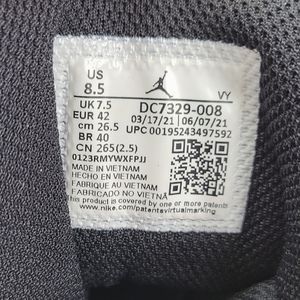 US
8.5
VY
UK 7.5
EUR 42
cm 26.5
BR 40
CN 265(2.5)
DC7329-008
03/17/21 | 06/07/21
UPC 00195243497592
0123RMYWXFPJJ
MADE IN VIETNAM
HECHO EN VIETNAM
FABRIQUÉ AU VIETNAM
FABRICADO NO VIETNÃ
this product is covered by one or
www.nike.com/patentsvirtualmarking